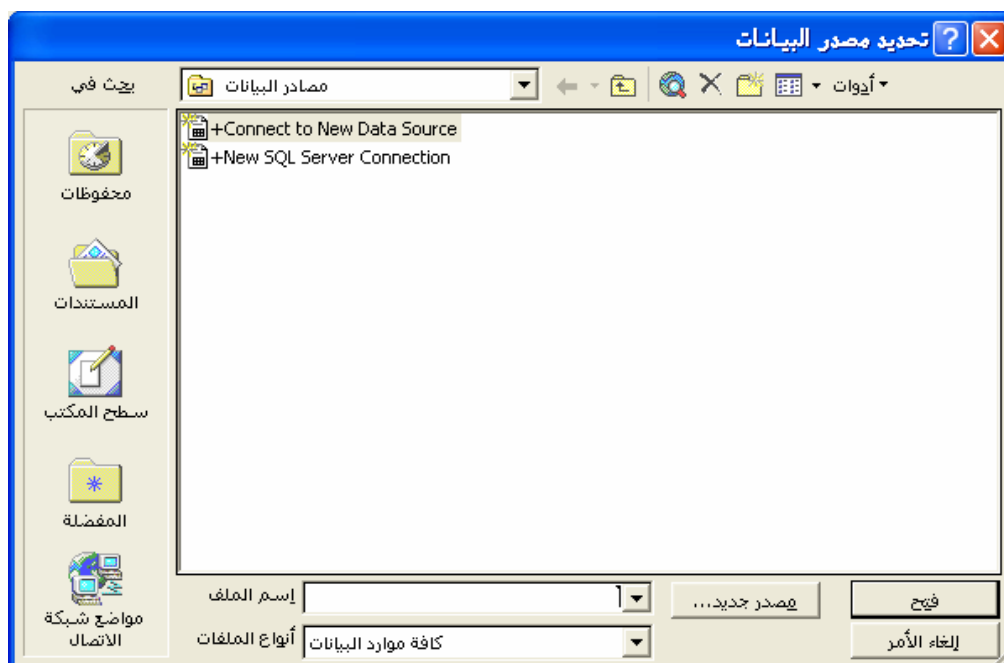 تحديد مصدر البيانات
بحث في
مصادر البيانات
أدوات
+Connect to New Data Source
+New SQL Server Connection
محفوظات
المستندات
سطح المكتب
المفضلة
مواضع شبكة
الاتصال
إسم الملف
مصدر جديد...
فتح
أنواع الملفات
كافة موارد البيانات
إلغاء الأمر